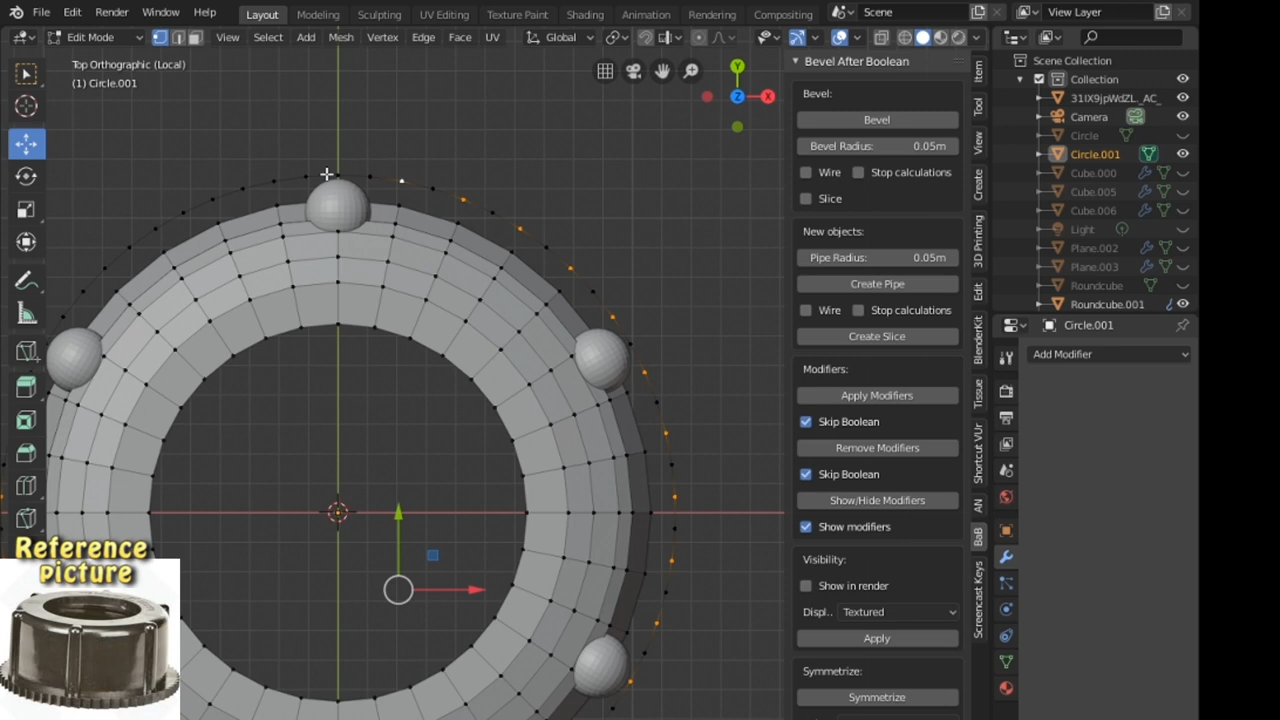 File Edit Render Window Help Layout Modeling Sculpting UV Editing Texture Paint Shading Animation Rendering Compositing Scene View Layer
Edit Mode View Select Add Mesh Vertex Edge Face UV Global
Top Orthographic (Local)
(1) Circle.001
Y
Z
X
Bevel After Boolean
Bevel:
Bevel
Bevel Radius: 0.05m
Wire Stop calculations
Slice
New objects:
Pipe Radius: 0.05m
Create Pipe
Wire Stop calculations
Create Slice
Modifiers:
Apply Modifiers
Skip Boolean
Remove Modifiers
Skip Boolean
Show/Hide Modifiers
Show modifiers
Visibility:
Show in render
Displ.. Textured
Apply
Symmetrize:
Symmetrize
Item
Tool
View
Create
3D Printing
Edit
BlenderKit
Tissue
Shortcut VUr
AN
BaB
Screencast Keys
Scene Collection
Collection
31IX9jpWdZL_AC_
Camera
Circle
Circle.001
Cube.000
Cube.005
Cube.006
Light
Plane.002
Plane.003
Roundcube
Roundcube.001
Circle.001
Add Modifier
Reference
picture